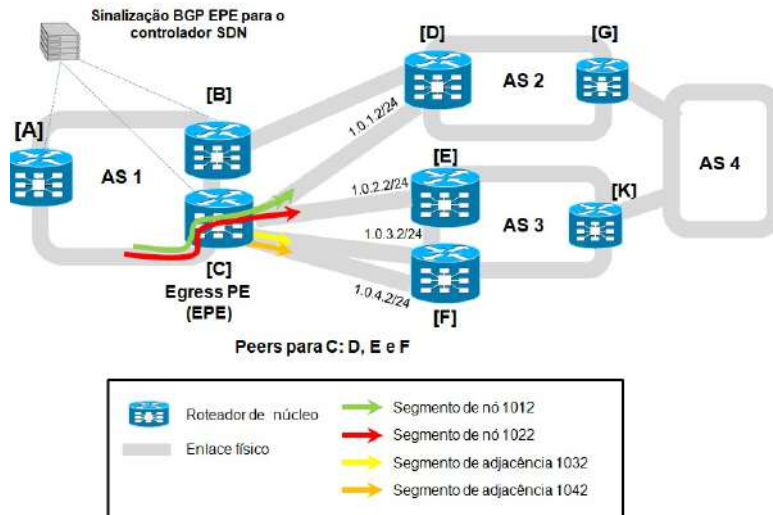 Sinalização BGP EPE para o
controlador SDN
[A]
AS 1
[B]
[C]
Egress PE
(EPE)
[D]
AS 2
[G]
1.0.1.2/24
[E]
1.0.2.2/24
AS 3
[K]
AS 4
1.0.3.2/24
1.0.4.2/24
[F]
Peers para C: D, E e F
Roteador de núcleo
Enlace físico
Segmento de nó 1012
Segmento de nó 1022
Segmento de adjacência 1032
Segmento de adjacência 1042